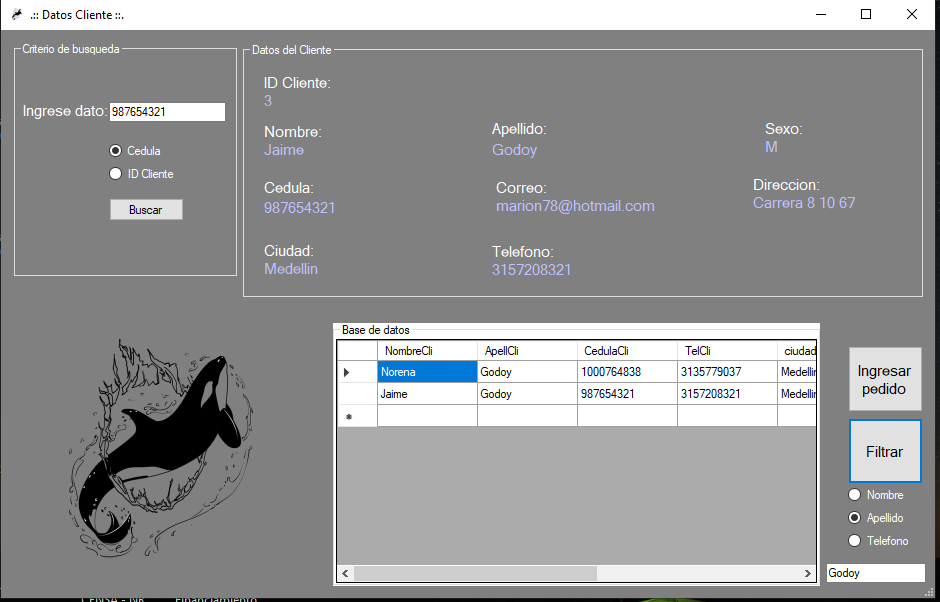 .:: Datos Cliente ::.
Criterio de busqueda
Ingrese dato: 987654321
Cedula
ID Cliente
Buscar
Datos del Cliente
ID Cliente:
3
Nombre: Apellido: Sexo:
Jaime Godoy M
Cedula: Correo: Direccion:
987654321 marion78@hotmail.com Carrera 8 10 67
Ciudad: Telefono:
Medellin 3157208321
Base de datos
NombreCli ApellCli CedulaCli TelCli ciudad
Norena Godoy 1000764838 3135779037 Medellin
Jaime Godoy 987654321 3157208321 Medellin
Ingresar
pedido
Filtrar
Nombre
Apellido
Telefono
Godoy